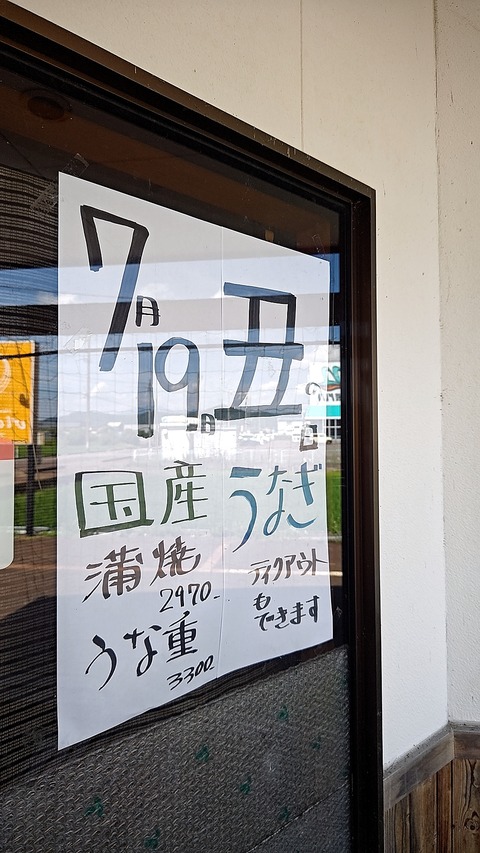 7月19日
丑の日
国産うなぎ
蒲焼
2970-
うな重
3300
テイクアウト
も
できます